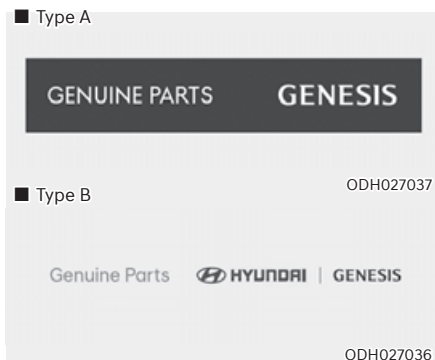 ■ Type A
GENUINE PARTS GENESIS
ODH027037
■ Type B
Genuine Parts HYUNDAI | GENESIS
ODH027036